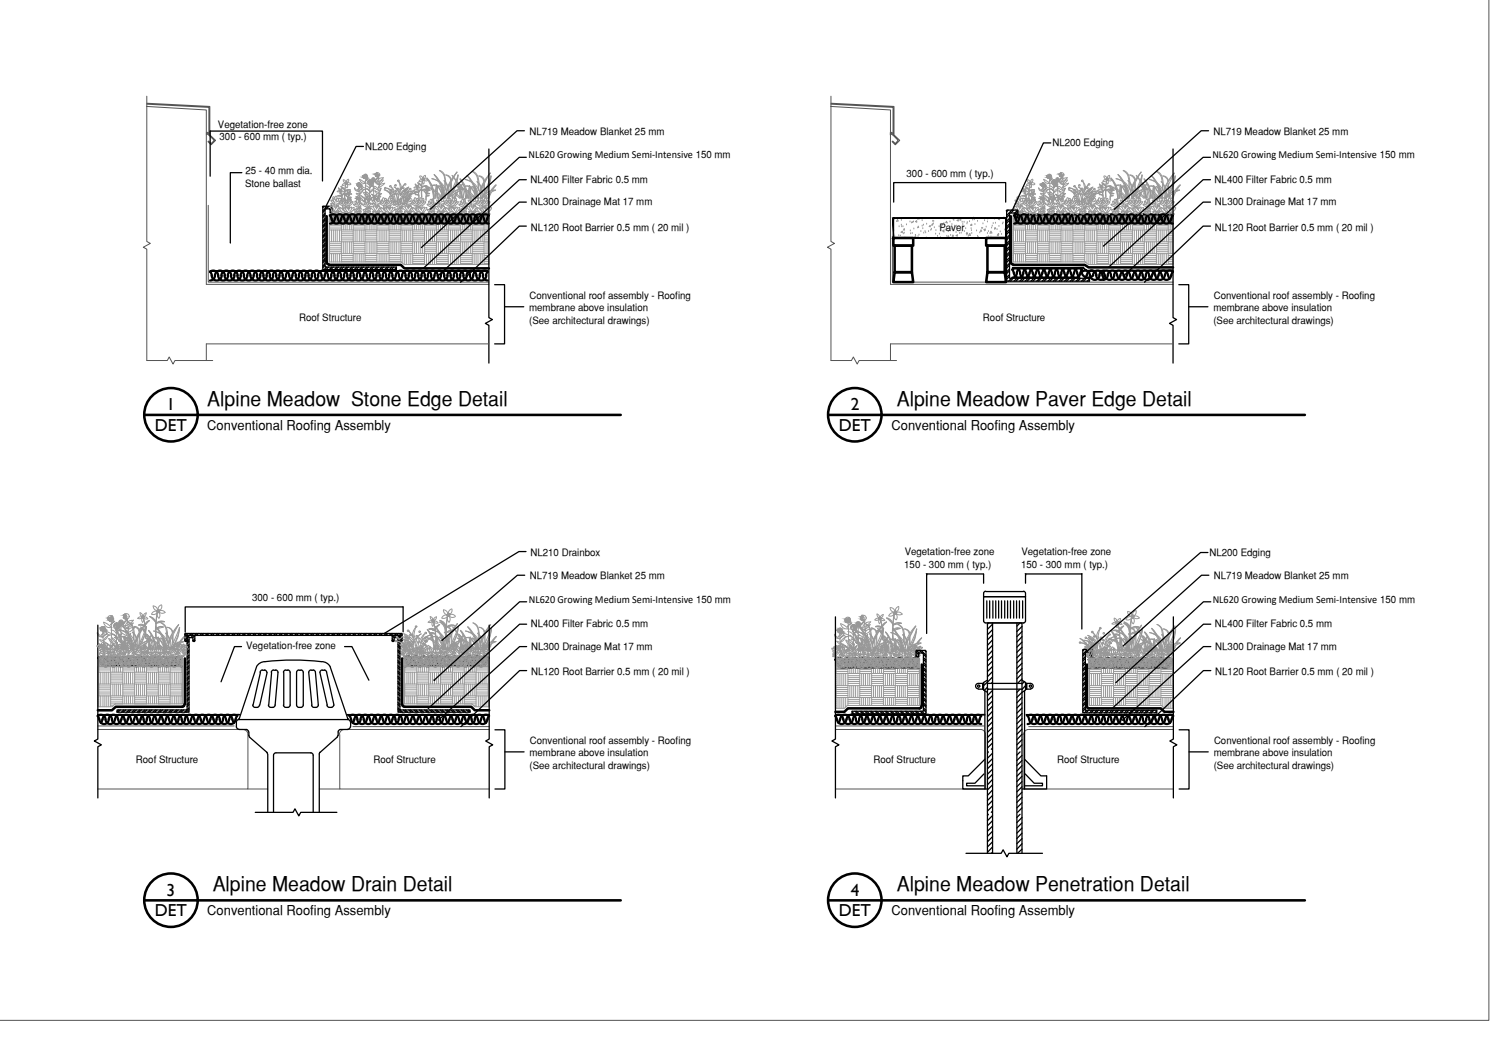 Vegetation-free zone
300 - 600 mm ( typ.)
25 - 40 mm dia.
Stone ballast
NL200 Edging
NL719 Meadow Blanket 25 mm
NL620 Growing Medium Semi-Intensive 150 mm
NL400 Filter Fabric 0.5 mm
NL300 Drainage Mat 17 mm
NL120 Root Barrier 0.5 mm ( 20 mil )
Conventional roof assembly - Roofing
membrane above insulation
(See architectural drawings)
Roof Structure
1
DET
Alpine Meadow Stone Edge Detail
Conventional Roofing Assembly
300 - 600 mm ( typ.)
NL200 Edging
Paver
NL719 Meadow Blanket 25 mm
NL620 Growing Medium Semi-Intensive 150 mm
NL400 Filter Fabric 0.5 mm
NL300 Drainage Mat 17 mm
NL120 Root Barrier 0.5 mm ( 20 mil )
Conventional roof assembly - Roofing
membrane above insulation
(See architectural drawings)
Roof Structure
2
DET
Alpine Meadow Paver Edge Detail
Conventional Roofing Assembly
NL210 Drainbox
NL719 Meadow Blanket 25 mm
NL620 Growing Medium Semi-Intensive 150 mm
NL400 Filter Fabric 0.5 mm
NL300 Drainage Mat 17 mm
NL120 Root Barrier 0.5 mm ( 20 mil )
300 - 600 mm ( typ.)
Vegetation-free zone
Conventional roof assembly - Roofing
membrane above insulation
(See architectural drawings)
Roof Structure
Roof Structure
3
DET
Alpine Meadow Drain Detail
Conventional Roofing Assembly
Vegetation-free zone
150 - 300 mm ( typ.)
Vegetation-free zone
150 - 300 mm ( typ.)
NL200 Edging
NL719 Meadow Blanket 25 mm
NL620 Growing Medium Semi-Intensive 150 mm
NL400 Filter Fabric 0.5 mm
NL300 Drainage Mat 17 mm
NL120 Root Barrier 0.5 mm ( 20 mil )
Conventional roof assembly - Roofing
membrane above insulation
(See architectural drawings)
Roof Structure
Roof Structure
4
DET
Alpine Meadow Penetration Detail
Conventional Roofing Assembly